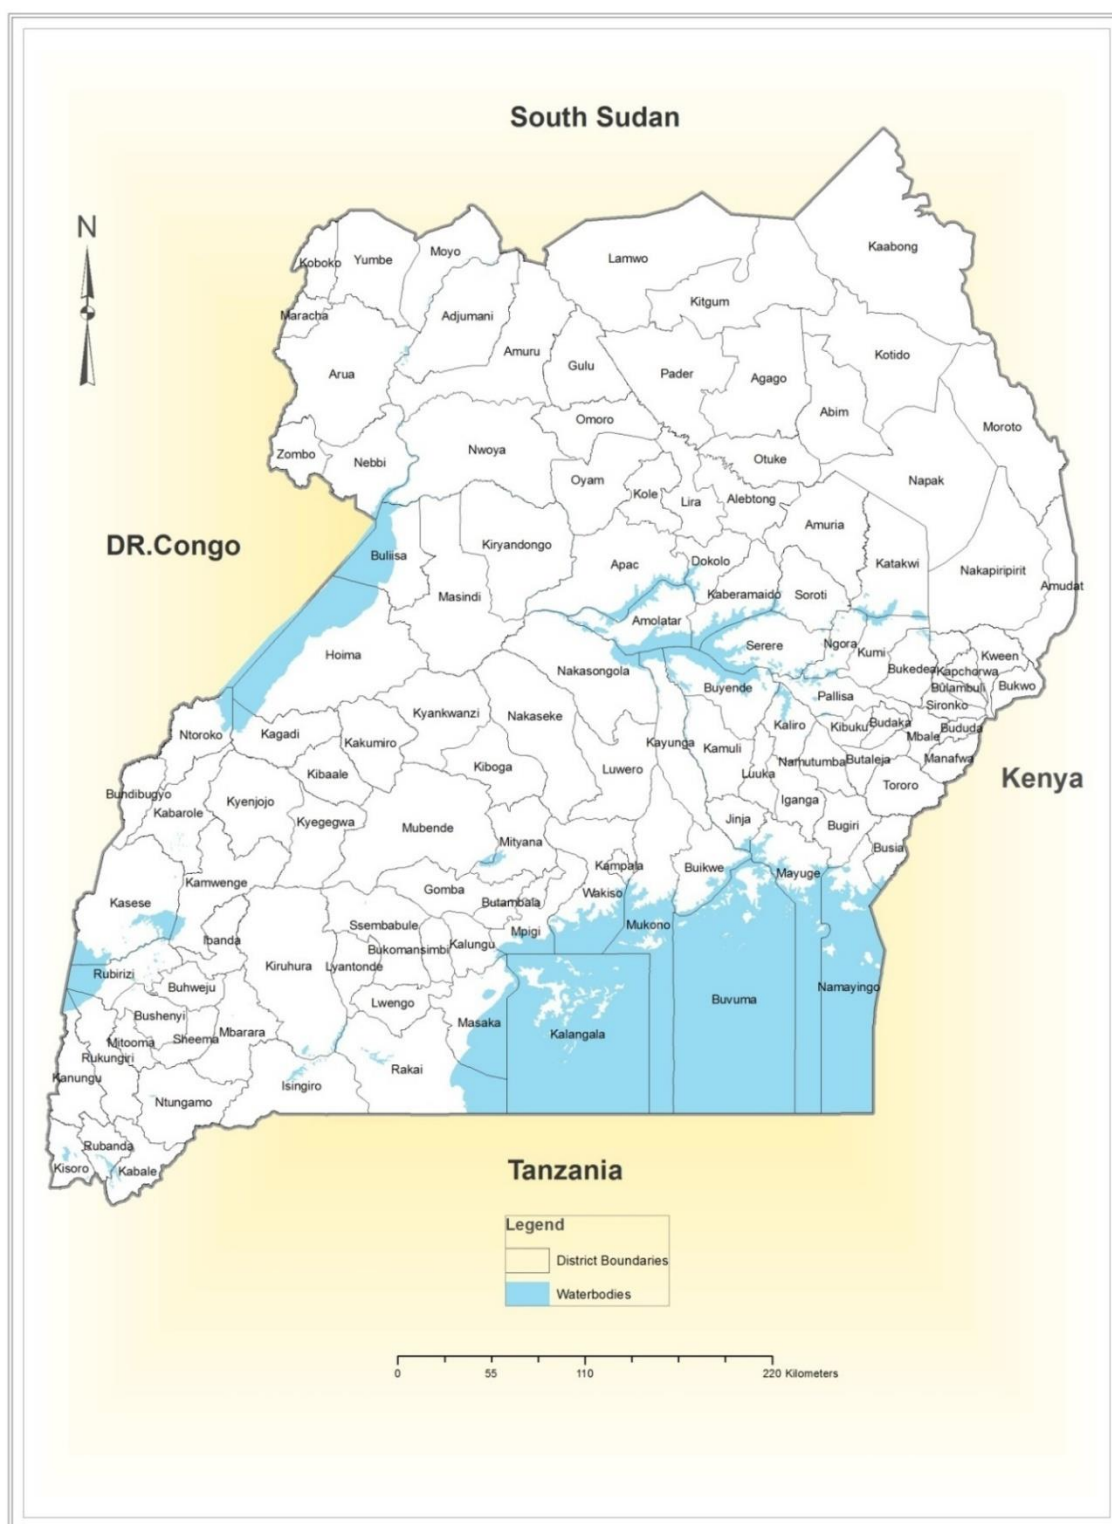 South Sudan
N
Kaabong
Moyo
Koboko
Yumbe
Lamwo
Kitgum
Maracha
Adjumani
Amuru
Gulu
Kotido
Arua
Pader
Agago
Abim
Moroto
Omoro
Zombo
Nebbi
Nwoya
Otuke
Napak
Oyam
Kole
Lira
Alebtong
Amuria
DR.Congo
Buliisa
Kiryandongo
Apac
Dokolo
Katakwi
Nakapiripirit
Amudat
Masindi
Kaberamaido
Soroti
Amolatar
Hoima
Nakasongola
Serere
Ngora
Kumi
Bukedea
Kween
Kapchorwa
Bulambuli
Bukwo
Buyende
Pallisa
Sironko
Kyankwanzi
Nakaseke
Ntoroko
Kagadi
Kakumiro
Kayunga
Kamuli
Kaliro
Kibuku
Budaka
Mbale
Bududa
Kibaale
Kiboga
Luwero
Luuka
Namutumba
Butaleja
Manafwa
Kenya
Bundibugyo
Kabarole
Kyenjojo
Kyegegwa
Tororo
Iganga
Mubende
Mityana
Jinja
Bugiri
Busia
Kampala
Buikwe
Mayuge
Kamwenge
Gomba
Wakiso
Kasese
Butambala
Ssembabule
Mpigi
Mukono
Ibanda
Bukomansimbi
Kalungu
Rubirizi
Kiruhura
Lyantonde
Buhweju
Namayingo
Lwengo
Buvuma
Bushenyi
Masaka
Kalangala
Mitooma
Sheema
Mbarara
Rukungiri
Kanungu
Isingiro
Rakai
Ntungamo
Rubanda
Kisoro
Kabale
Tanzania
Legend
District Boundaries
Waterbodies
0 55 110 220 Kilometers